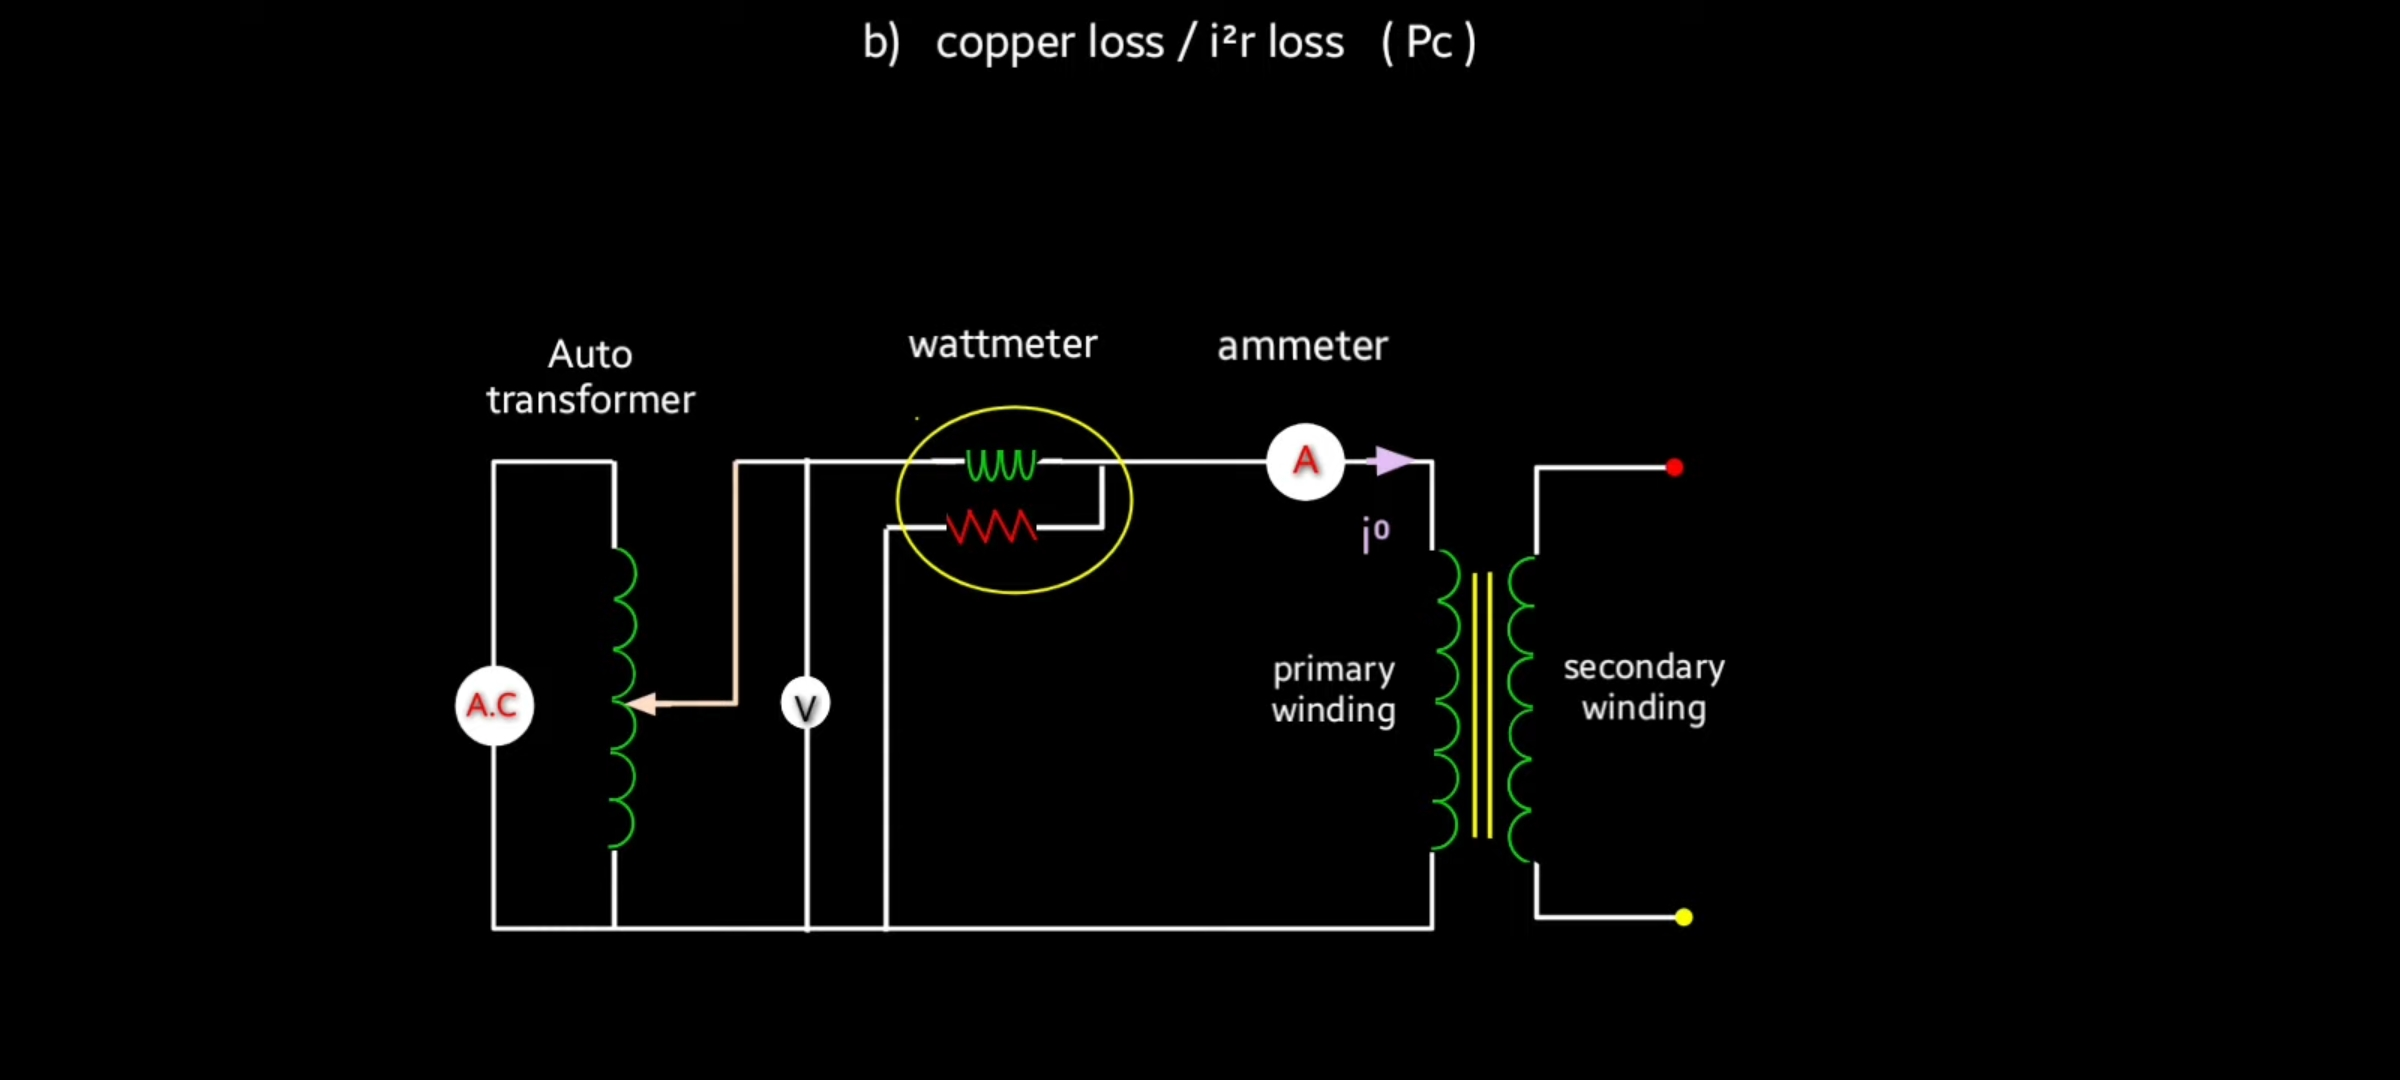 b) copper loss / i²r loss ( Pc )
wattmeter
ammeter
Auto
transformer
A
i⁰
A.C
V
primary
winding
secondary
winding